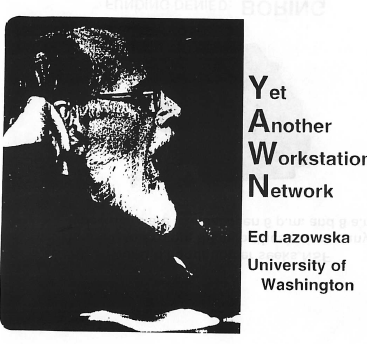 Yet
Another
Workstation
Network
Ed Lazowska
University of
Washington